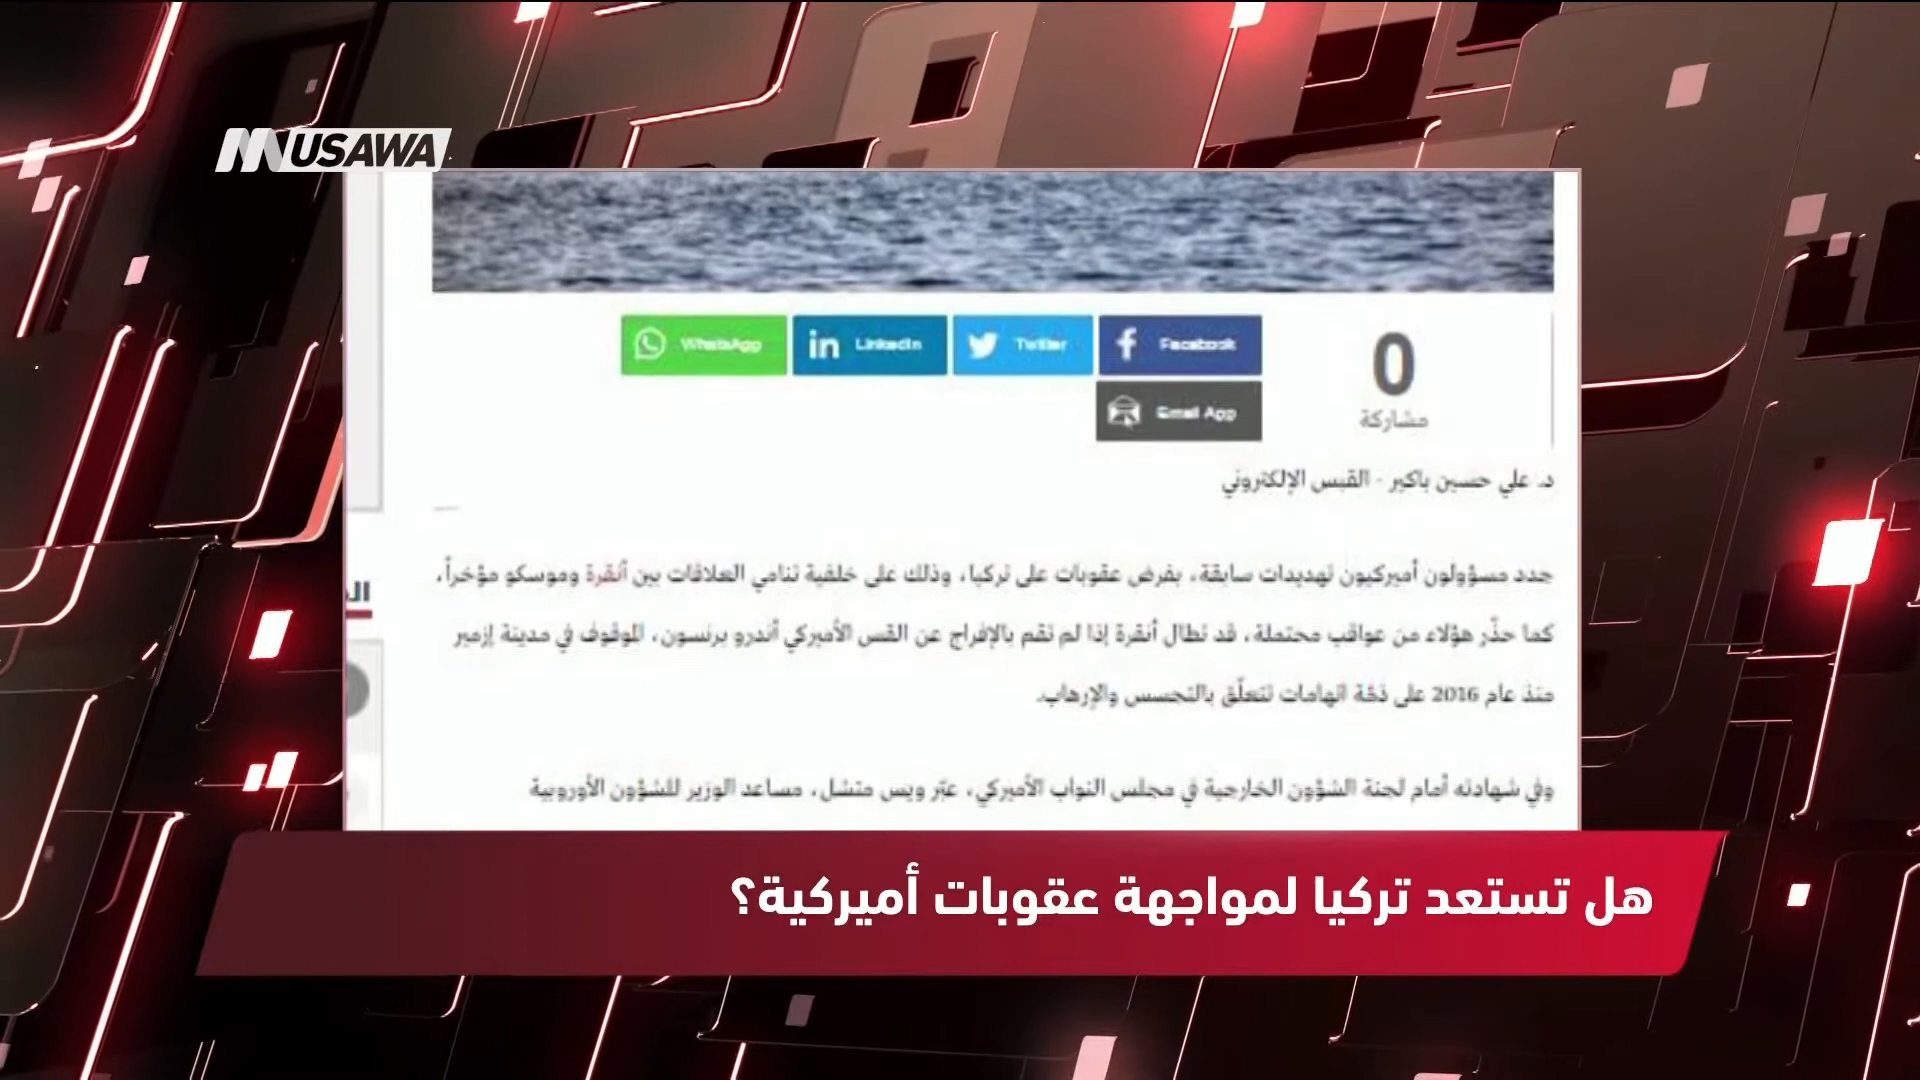 MUSAWA
WhatsApp
LinkedIn
Twitter
Facebook
0
مشاركة
Gmail App
د. علي حسين باكير - القبس الإلكتروني
جدد مسؤولون أميركيون تهديدات سابقة، بفرض عقوبات على تركيا، وذلك على خلفية تنامي العلاقات بين أنقرة وموسكو مؤخراً،
كما حذّر هؤلاء من عواقب محتملة، قد تطال أنقرة إذا لم تقم بالإفراج عن القس الأميركي أندرو برنسون، الموقوف في مدينة إزمير
منذ عام 2016 على ذمّة اتهامات تتعلّق بالتجسس والإرهاب.
وفي شهادته أمام لجنة الشؤون الخارجية في مجلس النواب الأميركي، عبّر ويس متشل، مساعد الوزير للشؤون الأوروبية
هل تستعد تركيا لمواجهة عقوبات أميركية؟